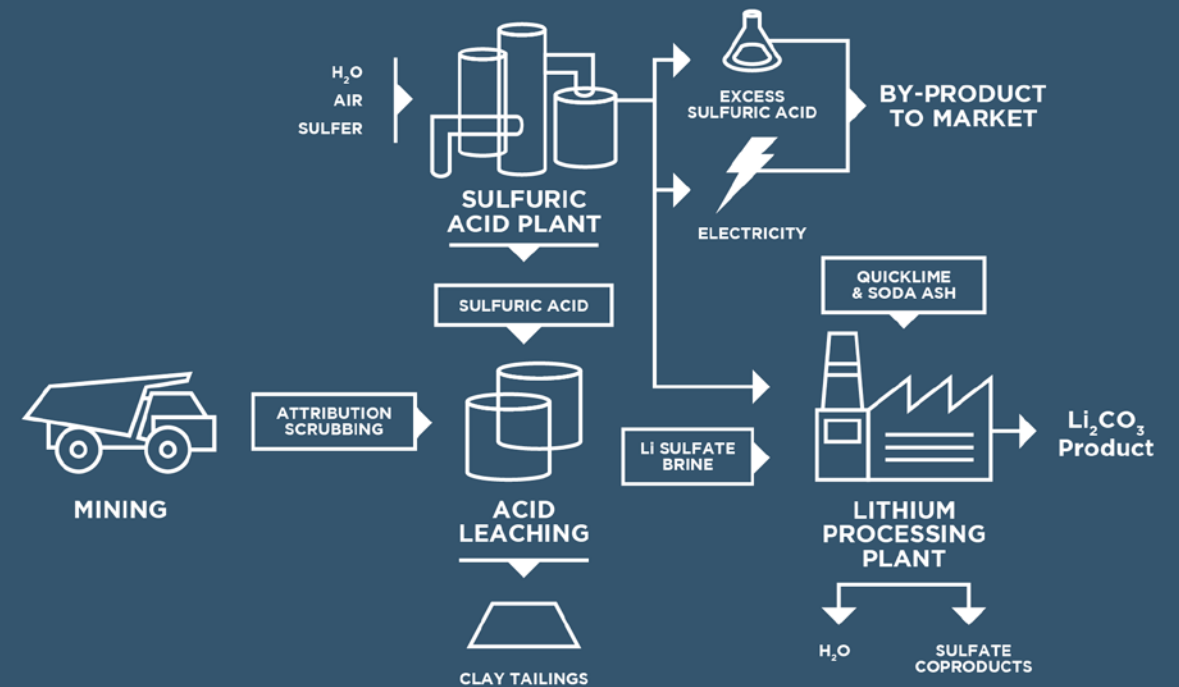 H₂O
AIR
SULFER
SULFURIC
ACID PLANT
EXCESS
SULFURIC ACID
BY-PRODUCT
TO MARKET
ELECTRICITY
SULFURIC ACID
QUICKLIME
& SODA ASH
MINING
ATTRIBUTION
SCRUBBING
ACID
LEACHING
Li SULFATE
BRINE
LITHIUM
PROCESSING
PLANT
Li₂CO₃
Product
CLAY TAILINGS
H₂O
SULFATE
COPRODUCTS